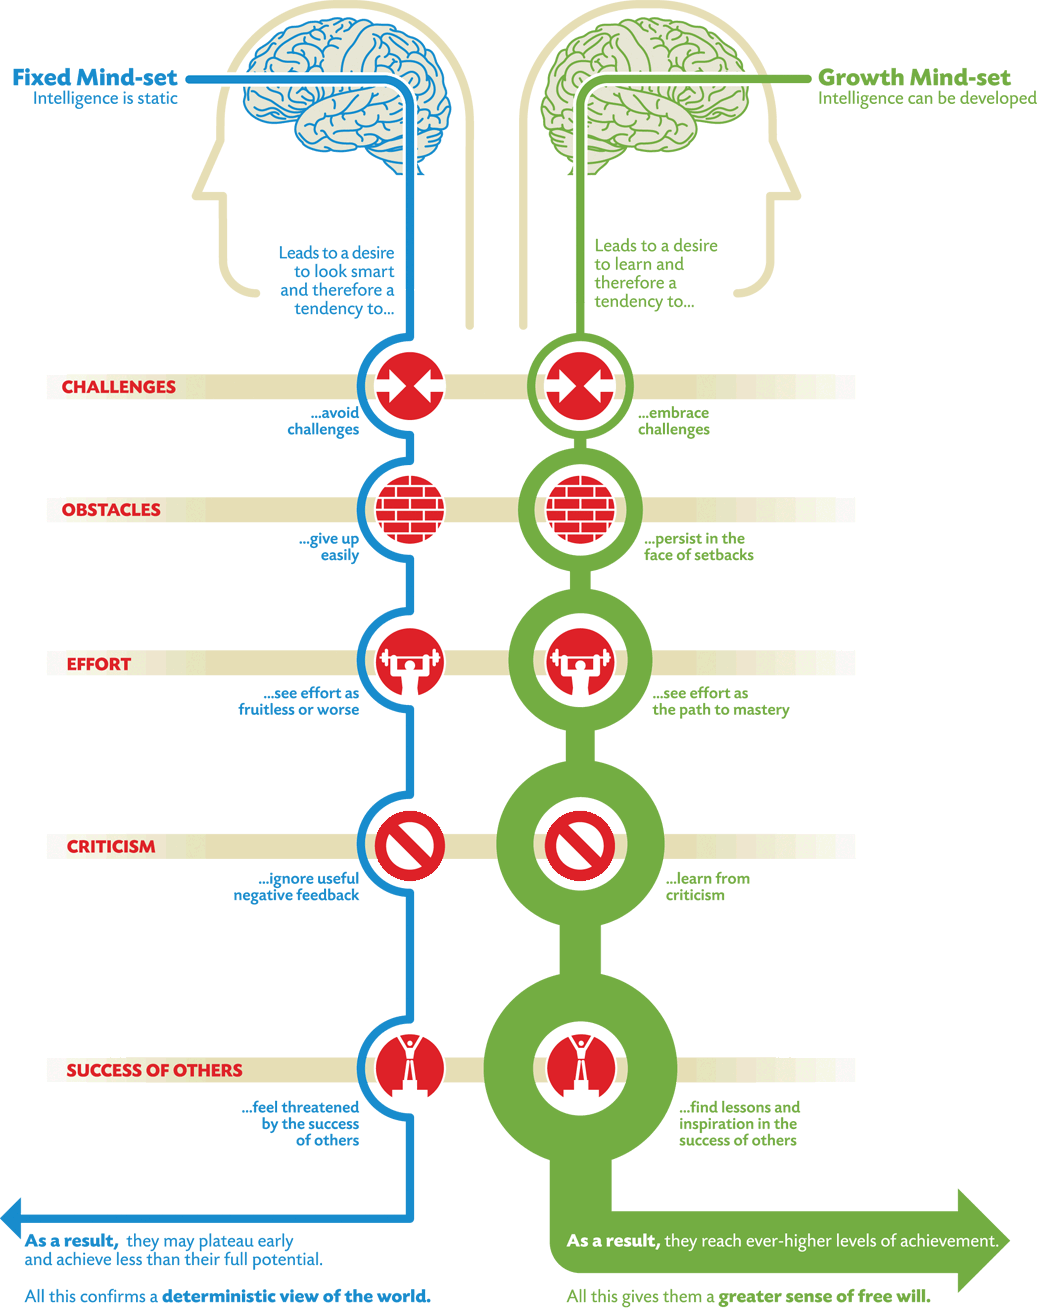 Fixed Mind-set
Intelligence is static
Growth Mind-set
Intelligence can be developed
Leads to a desire
to look smart
and therefore a
tendency to...
Leads to a desire
to learn and
therefore a
tendency to...
CHALLENGES
...avoid
challenges
...embrace
challenges
OBSTACLES
...give up
easily
...persist in the
face of setbacks
EFFORT
...see effort as
fruitless or worse
...see effort as
the path to mastery
CRITICISM
...ignore useful
negative feedback
...learn from
criticism
SUCCESS OF OTHERS
...feel threatened
by the success
of others
...find lessons and
inspiration in the
success of others
As a result, they may plateau early
and achieve less than their full potential.
All this confirms a deterministic view of the world.
As a result, they reach ever-higher levels of achievement.
All this gives them a greater sense of free will.